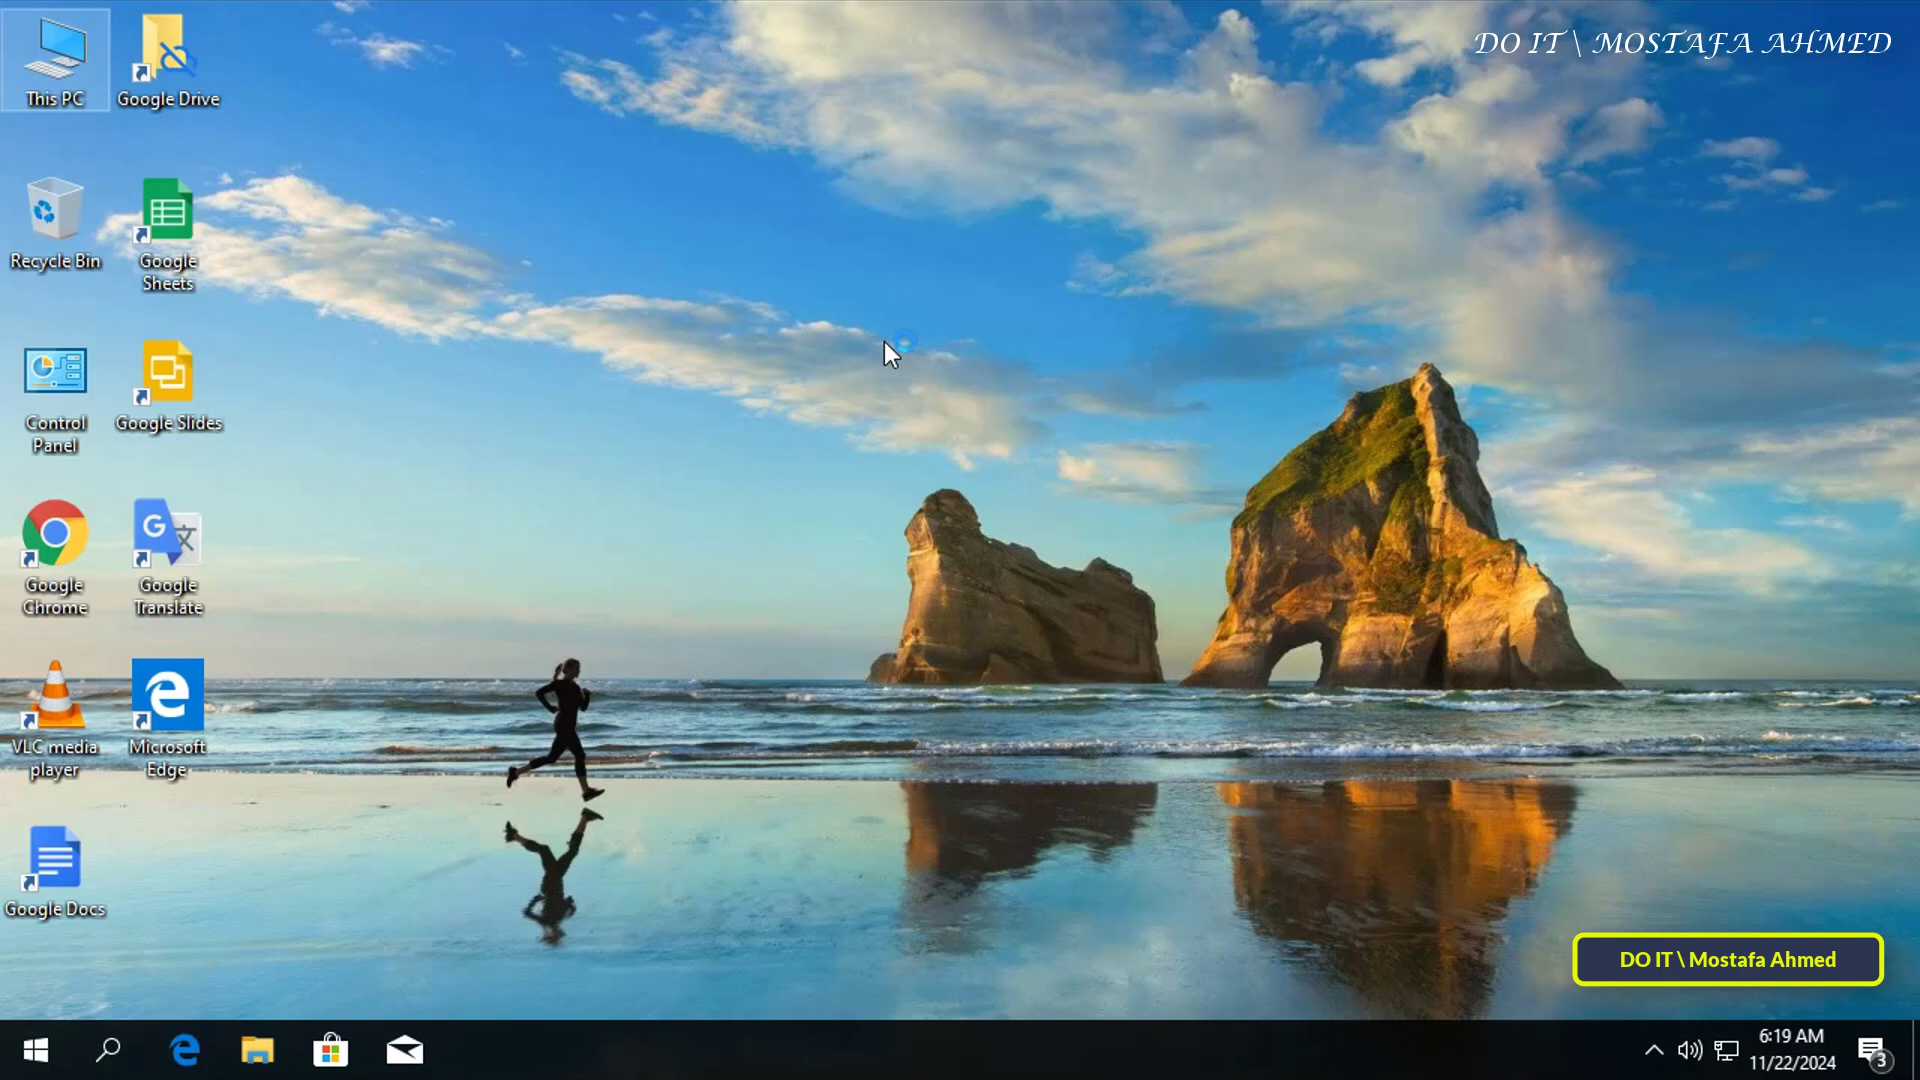 DO IT \ MOSTAFA AHMED
This PC
Google Drive
Recycle Bin
Google
Sheets
Control
Panel
Google Slides
Google
Chrome
Google
Translate
VLC media
player
Microsoft
Edge
Google Docs
DO IT \ Mostafa Ahmed
6:19 AM
11/22/2024
3